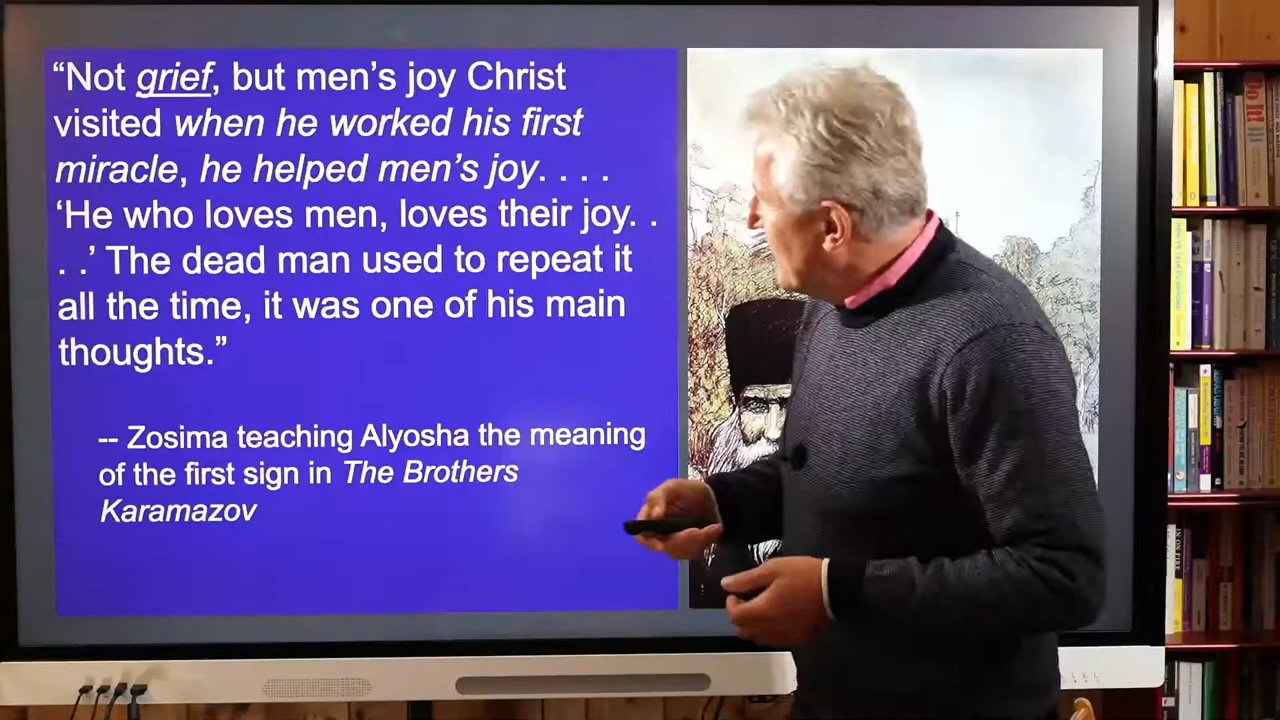 “Not grief, but men’s joy Christ
visited when he worked his first
miracle, he helped men’s joy. . . .
‘He who loves men, loves their joy. .
. .’ The dead man used to repeat it
all the time, it was one of his main
thoughts.”
-- Zosima teaching Alyosha the meaning
of the first sign in The Brothers
Karamazov
Do It!